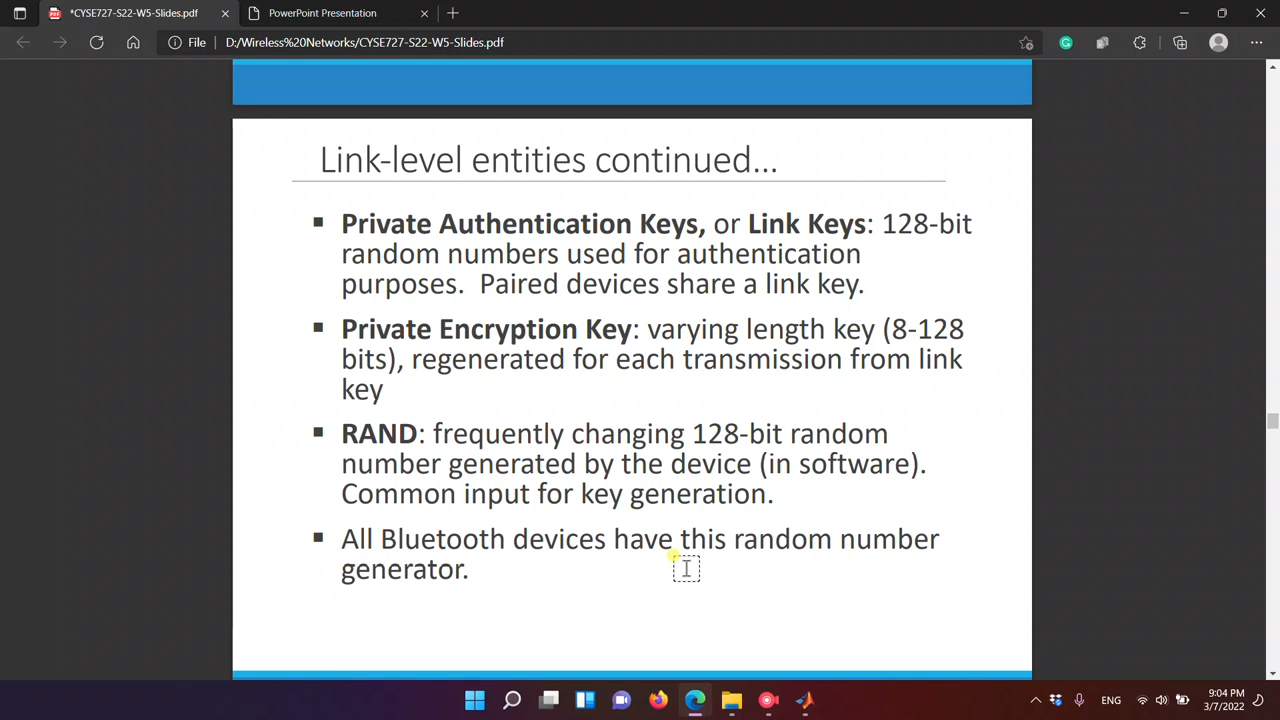 *CYSE727-S22-W5-Slides.pdf
PowerPoint Presentation
File
D:/Wireless%20Networks/CYSE727-S22-W5-Slides.pdf
Link-level entities continued...
▪ Private Authentication Keys, or Link Keys: 128-bit
random numbers used for authentication
purposes.  Paired devices share a link key.
▪ Private Encryption Key: varying length key (8-128
bits), regenerated for each transmission from link
key
▪ RAND: frequently changing 128-bit random
number generated by the device (in software).
Common input for key generation.
▪ All Bluetooth devices have this random number
generator.
ENG
9:04 PM
3/7/2022